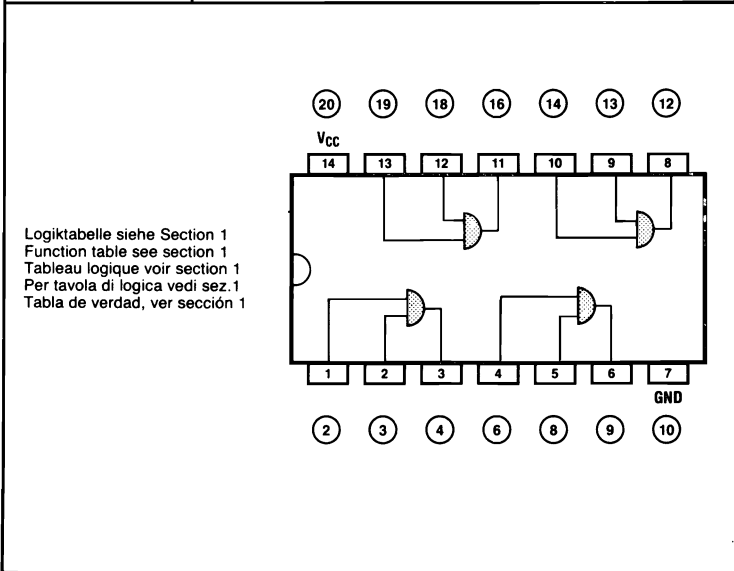 20 19 18 16 14 13 12
VCC
14 13 12 11 10 9 8
Logiktabelle siehe Section 1
Function table see section 1
Tableau logique voir section 1
Per tavola di logica vedi sez.1
Tabla de verdad, ver sección 1
1 2 3 4 5 6 7
GND
2 3 4 6 8 9 10